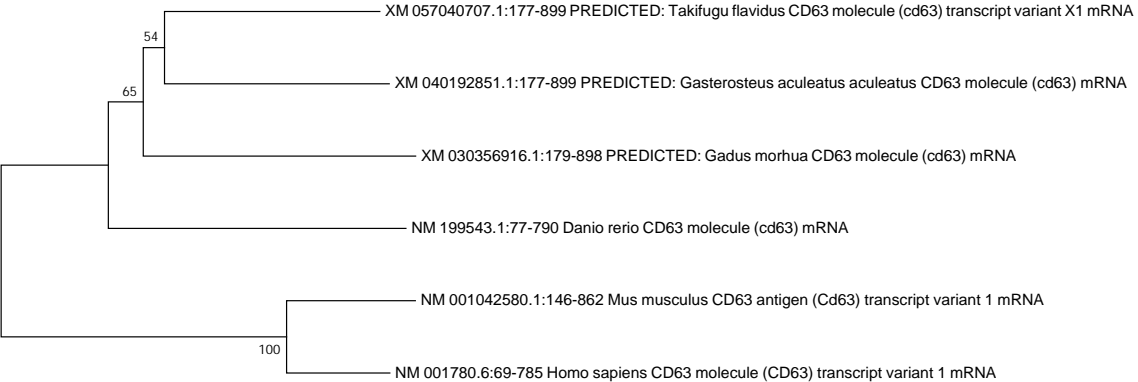 XM 057040707.1:177-899 PREDICTED: Takifugu flavidus CD63 molecule (cd63) transcript variant X1 mRNA
54
XM 040192851.1:177-899 PREDICTED: Gasterosteus aculeatus aculeatus CD63 molecule (cd63) mRNA
65
XM 030356916.1:179-898 PREDICTED: Gadus morhua CD63 molecule (cd63) mRNA
NM 199543.1:77-790 Danio rerio CD63 molecule (cd63) mRNA
NM 001042580.1:146-862 Mus musculus CD63 antigen (Cd63) transcript variant 1 mRNA
100
NM 001780.6:69-785 Homo sapiens CD63 molecule (CD63) transcript variant 1 mRNA